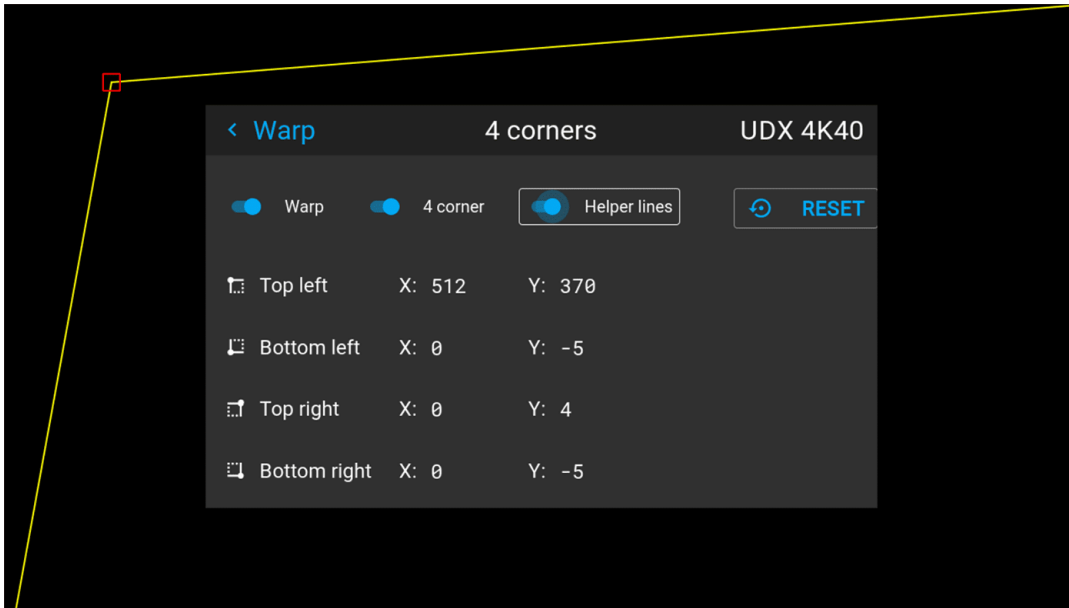 Warp 4 corners UDX 4K40
Warp 4 corner Helper lines RESET
Top left X: 512 Y: 370
Bottom left X: 0 Y: -5
Top right X: 0 Y: 4
Bottom right X: 0 Y: -5